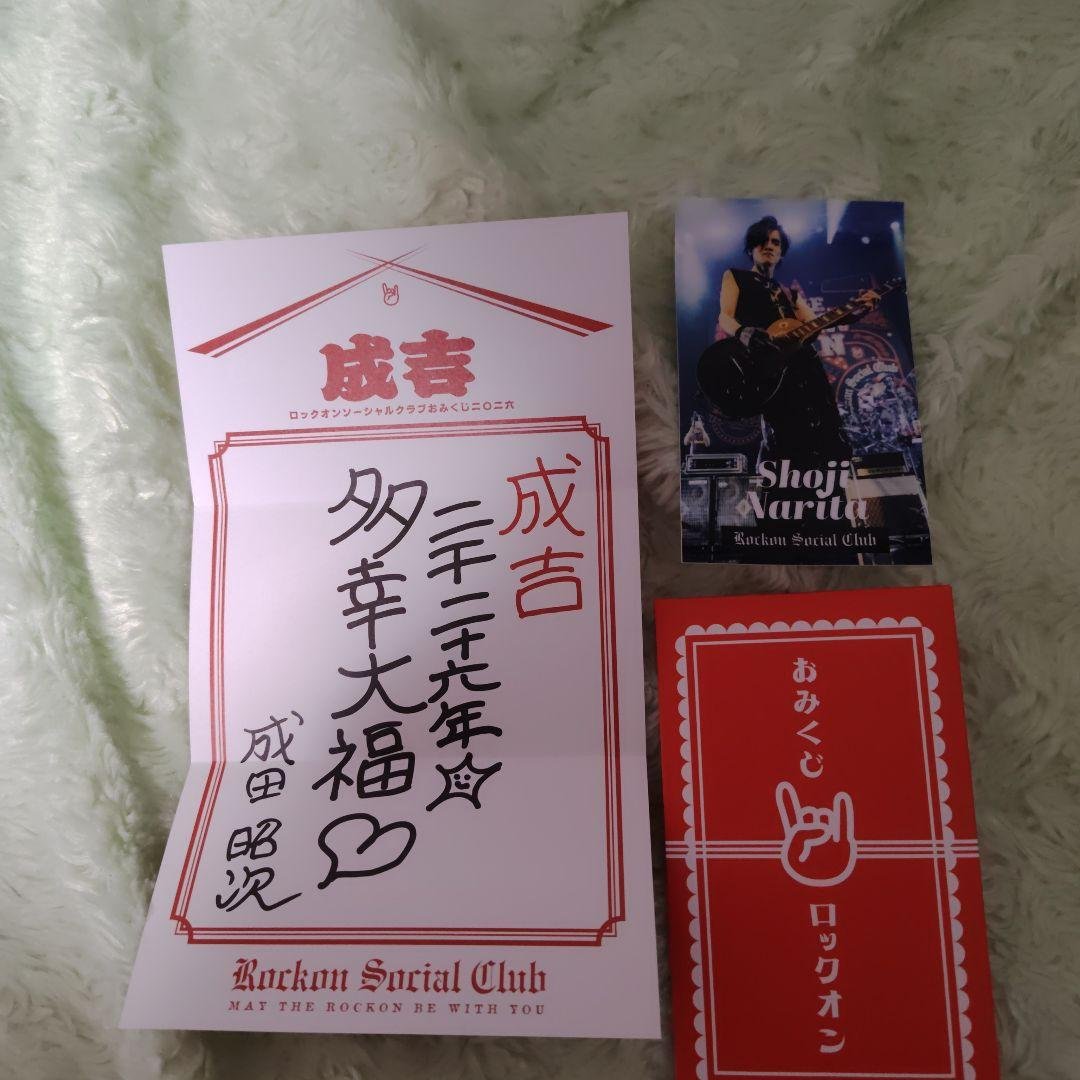 成吉
ロックオンソーシャルクラブおみくじ二〇二六
成吉
二千二十六年
多幸大福
成田昭次
Rockon Social Club
MAY THE ROCKON BE WITH YOU
Shoji
Narita
Rockon Social Club
おみくじ
ロックオン